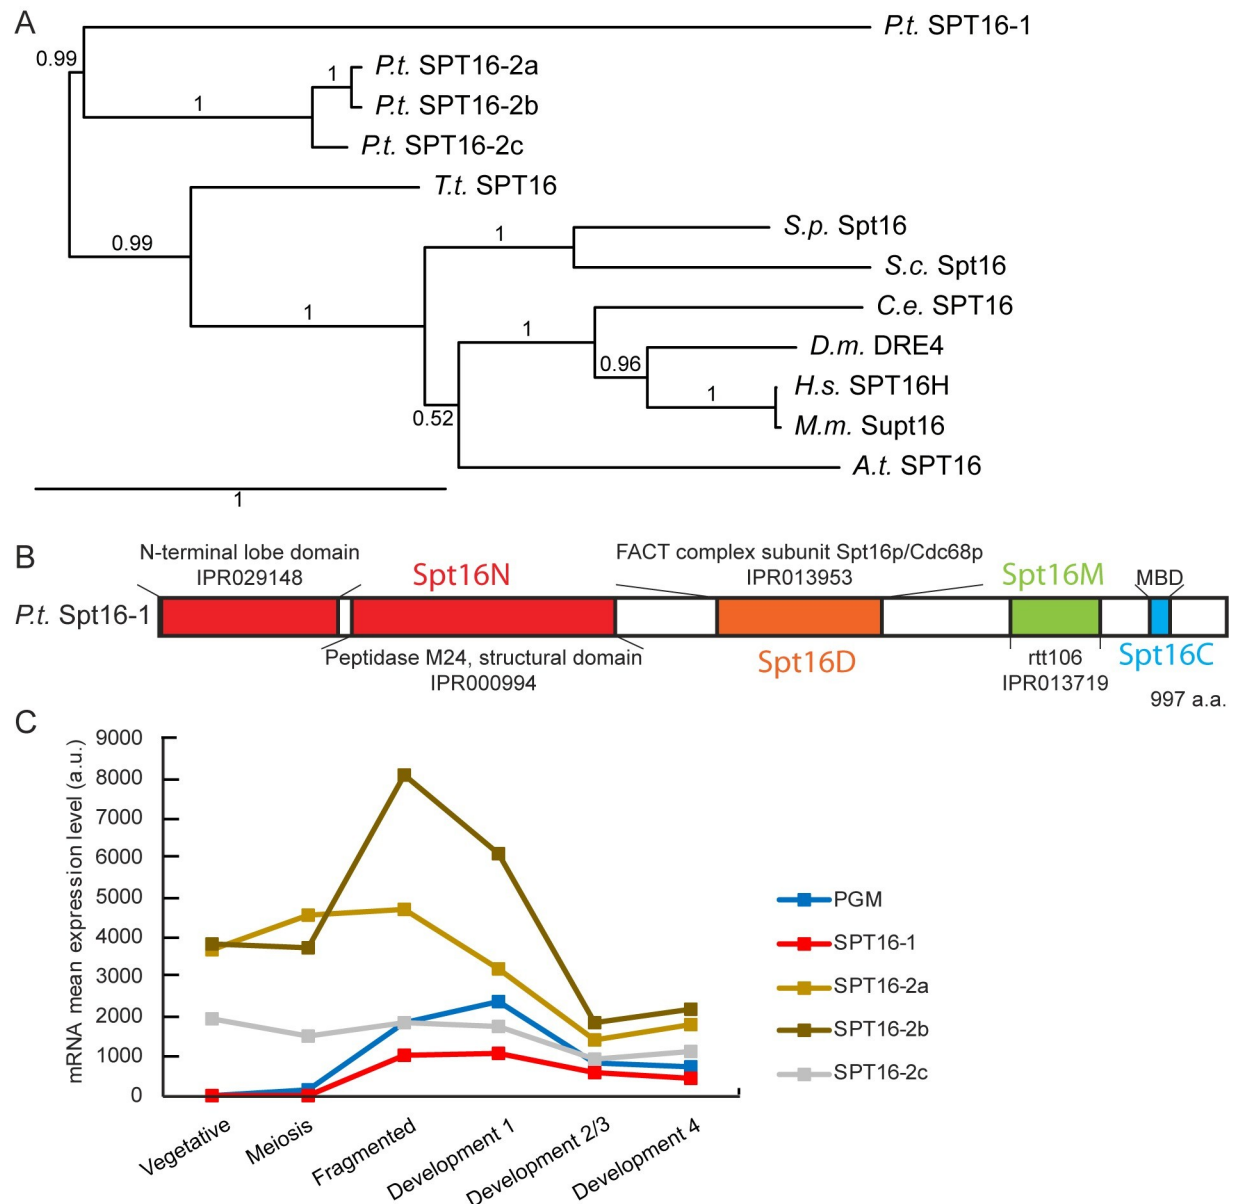 A
P.t. SPT16-1
0.99
P.t. SPT16-2a
1
P.t. SPT16-2b
1
P.t. SPT16-2c
T.t. SPT16
S.p. Spt16
1
0.99
S.c. Spt16
C.e. SPT16
1
1
D.m. DRE4
0.96
H.s. SPT16H
1
0.52
M.m. Supt16
A.t. SPT16
1
B
N-terminal lobe domain
IPR029148
Spt16N
FACT complex subunit Spt16p/Cdc68p
IPR013953
Spt16M
MBD
P.t. Spt16-1
Peptidase M24, structural domain
IPR000994
Spt16D
rtt106
IPR013719
Spt16C
997 a.a.
C
mRNA mean expression level (a.u.)
9000
8000
7000
6000
5000
4000
3000
2000
1000
0
Vegetative
Meiosis
Fragmented
Development 1
Development 2/3
Development 4
PGM
SPT16-1
SPT16-2a
SPT16-2b
SPT16-2c